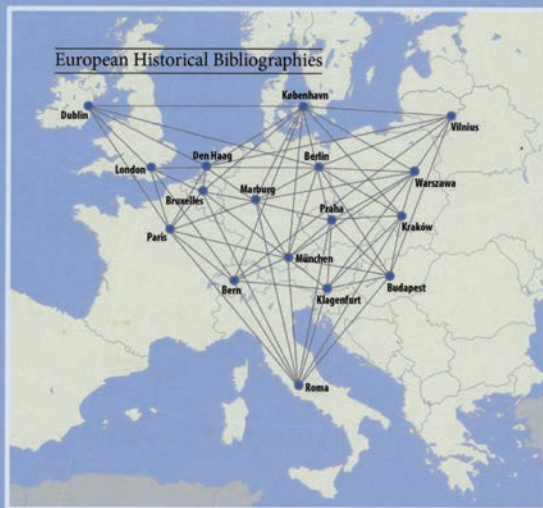 European Historical Bibliographies
København
Dublin
Vilnius
London
Den Haag
Berlin
Warszawa
Bruxelles
Marburg
Praha
Kraków
Paris
München
Bern
Klagenfurt
Budapest
Roma